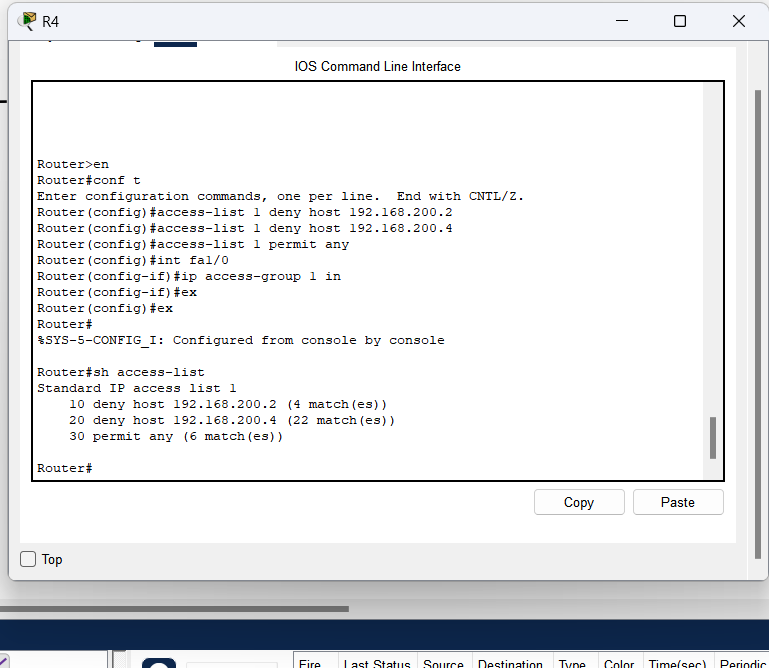 R4
IOS Command Line Interface
Router>en
Router#conf t
Enter configuration commands, one per line.  End with CNTL/Z.
Router(config)#access-list 1 deny host 192.168.200.2
Router(config)#access-list 1 deny host 192.168.200.4
Router(config)#access-list 1 permit any
Router(config)#int fa1/0
Router(config-if)#ip access-group 1 in
Router(config-if)#ex
Router(config)#ex
Router#
%SYS-5-CONFIG_I: Configured from console by console
Router#sh access-list
Standard IP access list 1
    10 deny host 192.168.200.2 (4 match(es))
    20 deny host 192.168.200.4 (22 match(es))
    30 permit any (6 match(es))
Router#
Copy Paste
Top
Fire Last Status Source Destination Type Color Time(sec) Periodic